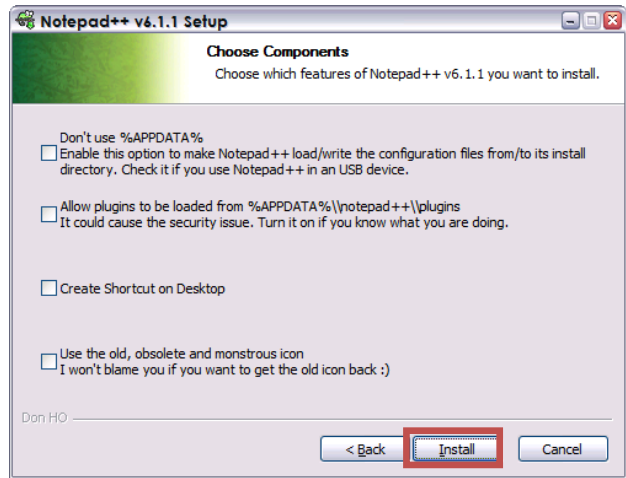 Notepad++ v6.1.1 Setup
Choose Components
Choose which features of Notepad++ v6.1.1 you want to install.
Don't use %APPDATA%
Enable this option to make Notepad++ load/write the configuration files from/to its install
directory. Check it if you use Notepad++ in an USB device.
Allow plugins to be loaded from %APPDATA%\\notepad++\\plugins
It could cause the security issue. Turn it on if you know what you are doing.
Create Shortcut on Desktop
Use the old, obsolete and monstrous icon
I won't blame you if you want to get the old icon back :)
Don HO
< Back Install Cancel